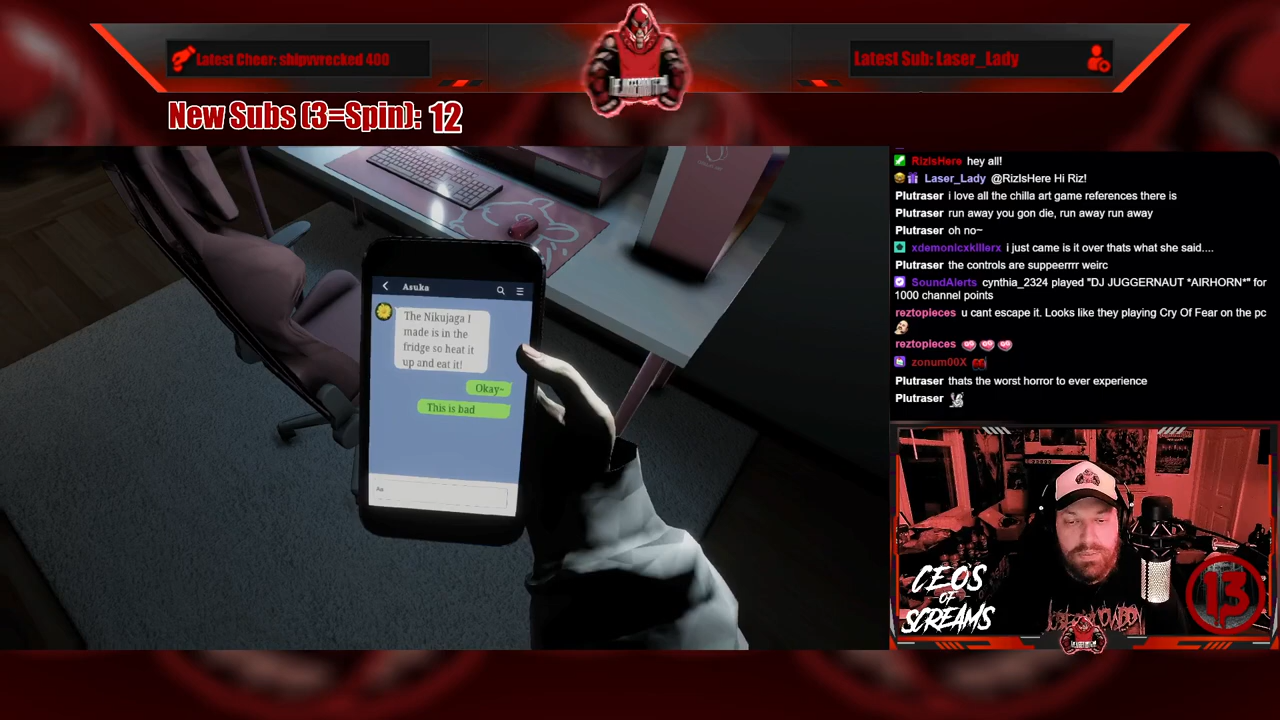 Latest Cheer: shipvvrecked 400
Latest Sub: Laser_Lady
New Subs (3=Spin): 12
Asuka
The Nikujaga I
made is in the
fridge so heat it
up and eat it!
Okay~
This is bad
RizIsHere hey all!
Laser_Lady @RizIsHere Hi Riz!
Plutraser i love all the chilla art game references there is
Plutraser run away you gon die, run away run away
Plutraser oh no~
xdemonicxkillerx i just came is it over thats what she said....
Plutraser the controls are suppeerrrr weirc
SoundAlerts cynthia_2324 played "DJ JUGGERNAUT *AIRHORN*" for
1000 channel points
reztopieces u cant escape it. Looks like they playing Cry Of Fear on the pc
reztopieces
zonum00X
Plutraser thats the worst horror to ever experience
Plutraser
CEOS
OF
SCREAMS
13